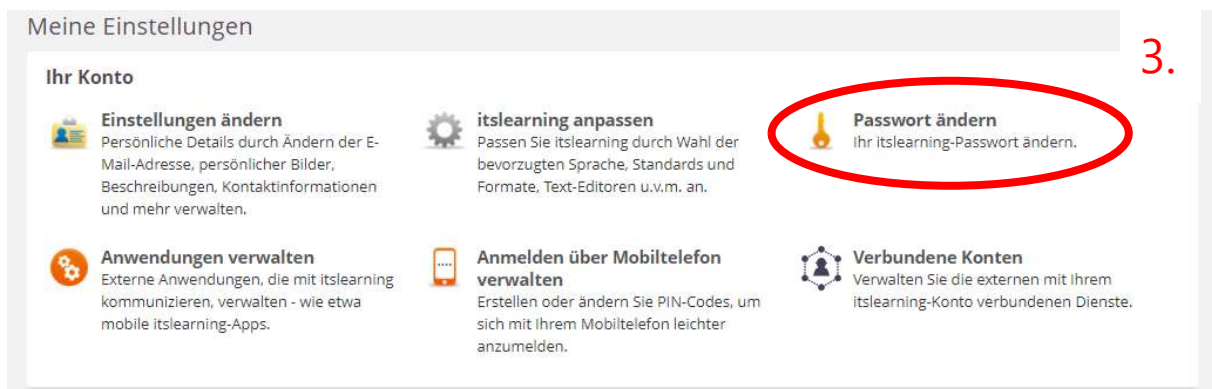 Meine Einstellungen
3.
Ihr Konto
Einstellungen ändern
Persönliche Details durch Ändern der E-
Mail-Adresse, persönlicher Bilder,
Beschreibungen, Kontaktinformationen
und mehr verwalten.
itslearning anpassen
Passen Sie itslearning durch Wahl der
bevorzugten Sprache, Standards und
Formate, Text-Editoren u.v.m. an.
Passwort ändern
Ihr itslearning-Passwort ändern.
Anwendungen verwalten
Externe Anwendungen, die mit itslearning
kommunizieren, verwalten - wie etwa
mobile itslearning-Apps.
Anmelden über Mobiltelefon
verwalten
Erstellen oder ändern Sie PIN-Codes, um
sich mit Ihrem Mobiltelefon leichter
anzumelden.
Verbundene Konten
Verwalten Sie die externen mit Ihrem
itslearning-Konto verbundenen Dienste.